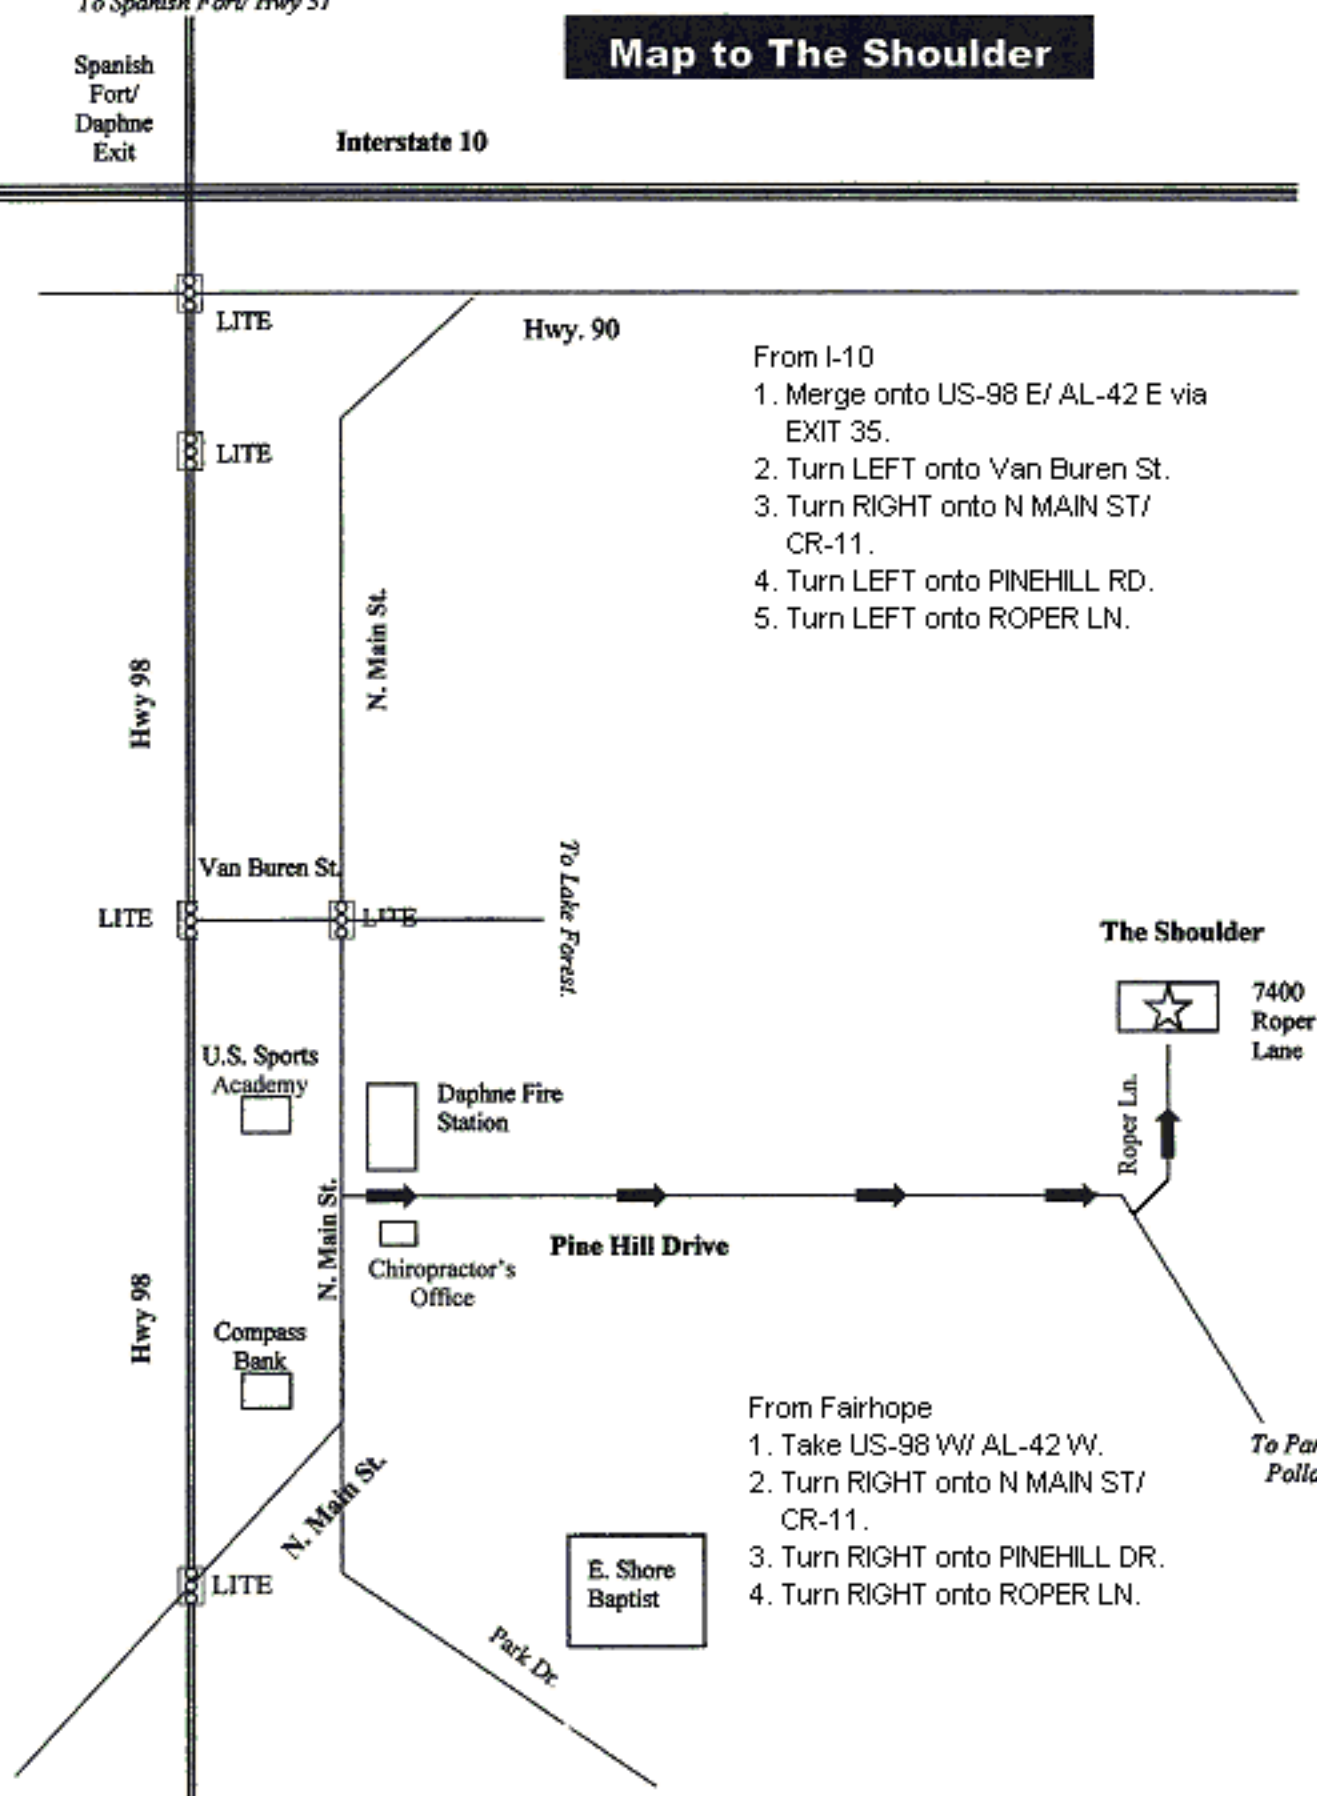 To Spanish Fort/ Hwy 31
Map to The Shoulder
Spanish
Fort/
Daphne
Exit
Interstate 10
LITE
Hwy. 90
From I-10
1. Merge onto US-98 E/ AL-42 E via
EXIT 35.
2. Turn LEFT onto Van Buren St.
3. Turn RIGHT onto N MAIN ST/
CR-11.
4. Turn LEFT onto PINEHILL RD.
5. Turn LEFT onto ROPER LN.
LITE
N. Main St.
Hwy 98
Van Buren St.
LITE
LITE
To Lake Forest.
The Shoulder
7400
Roper
Lane
U.S. Sports
Academy
Daphne Fire
Station
Roper Ln.
N. Main St.
Pine Hill Drive
Chiropractor's
Office
Hwy 98
Compass
Bank
From Fairhope
1. Take US-98 W/ AL-42 W.
2. Turn RIGHT onto N MAIN ST/
CR-11.
3. Turn RIGHT onto PINEHILL DR.
4. Turn RIGHT onto ROPER LN.
To
N. Main St.
LITE
E. Shore
Baptist
Park Dr.